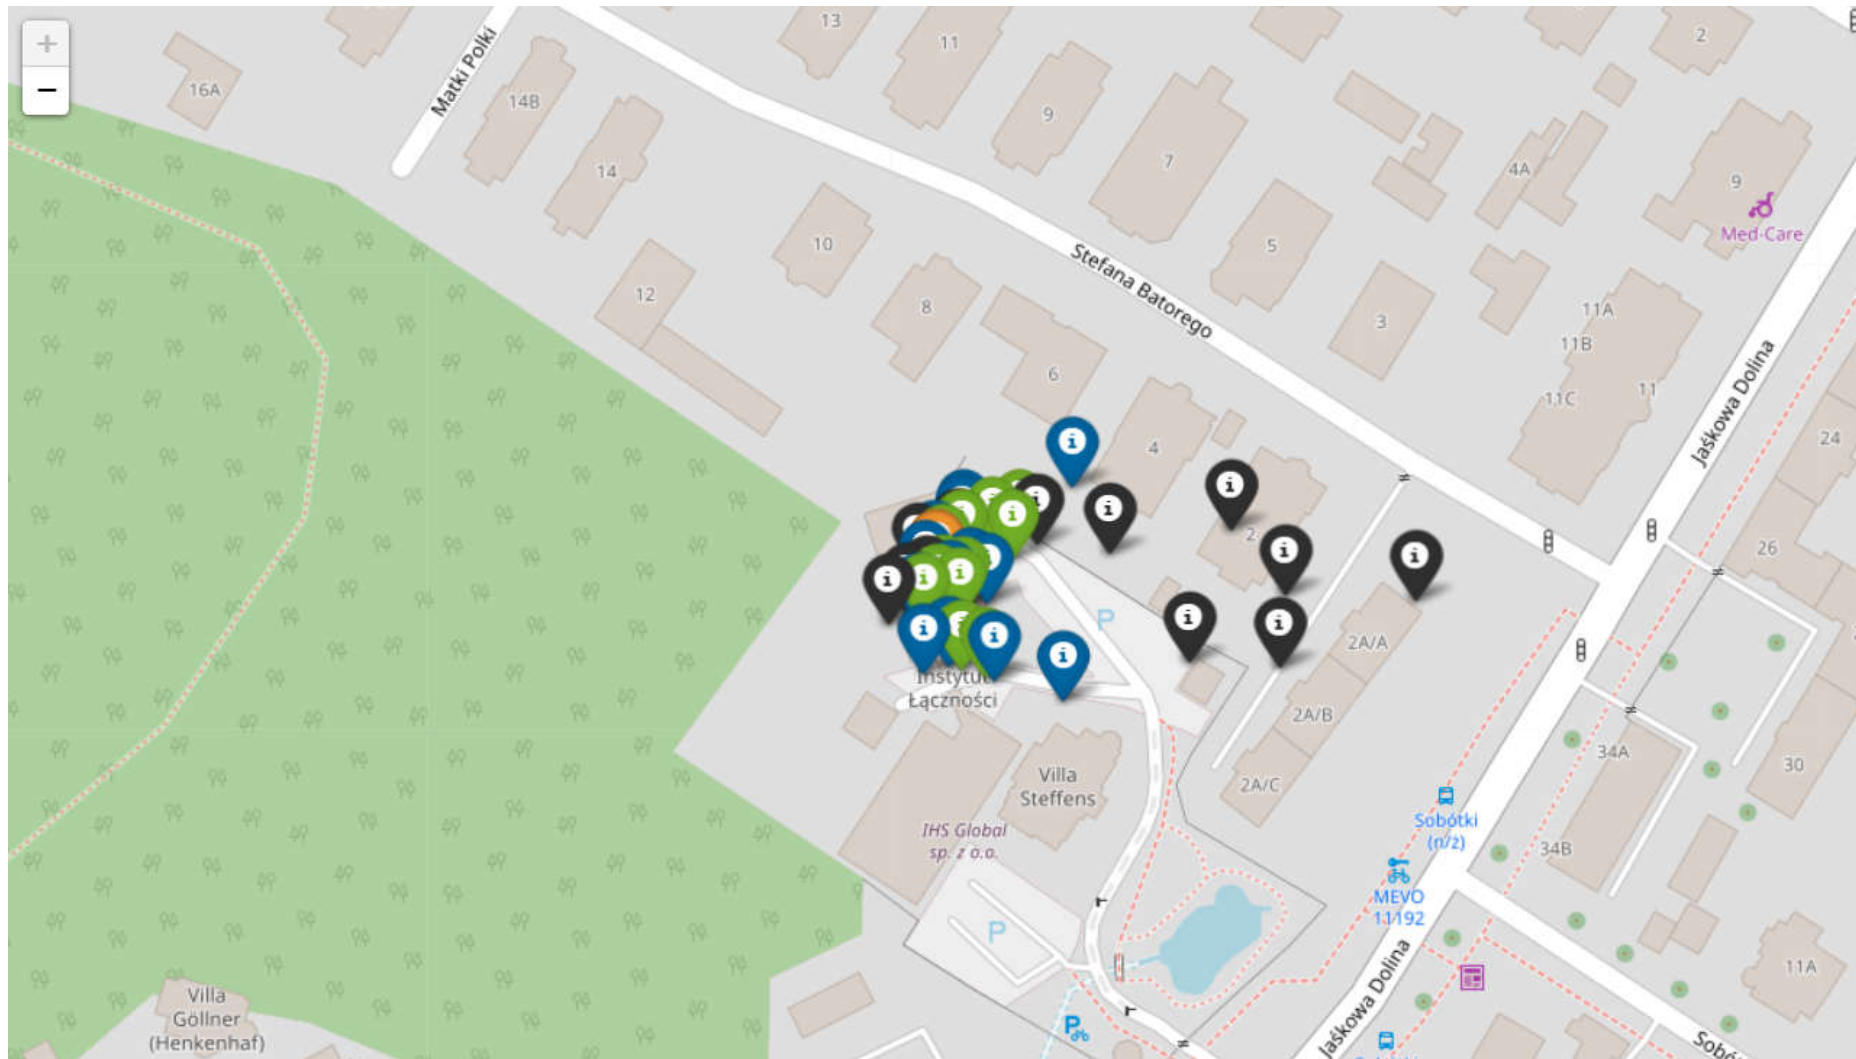 +
−
Matki Polki
16A
14B
14
13
11
9
7
2
4A
9
Med-Care
10
12
8
6
5
3
Stefana Batorego
11A
11B
11C
11
Jaśkowa Dolina
24
4
2
26
P
2A/A
2A/B
2A/C
34A
30
34B
Instytut
Łączności
Villa
Steffens
IHS Global
sp. z o.o.
P
Sobótki
(n/ż)
MEVO
11192
Jaśkowa Dolina
11A
Villa
Göllner
(Henkenhaf)
P